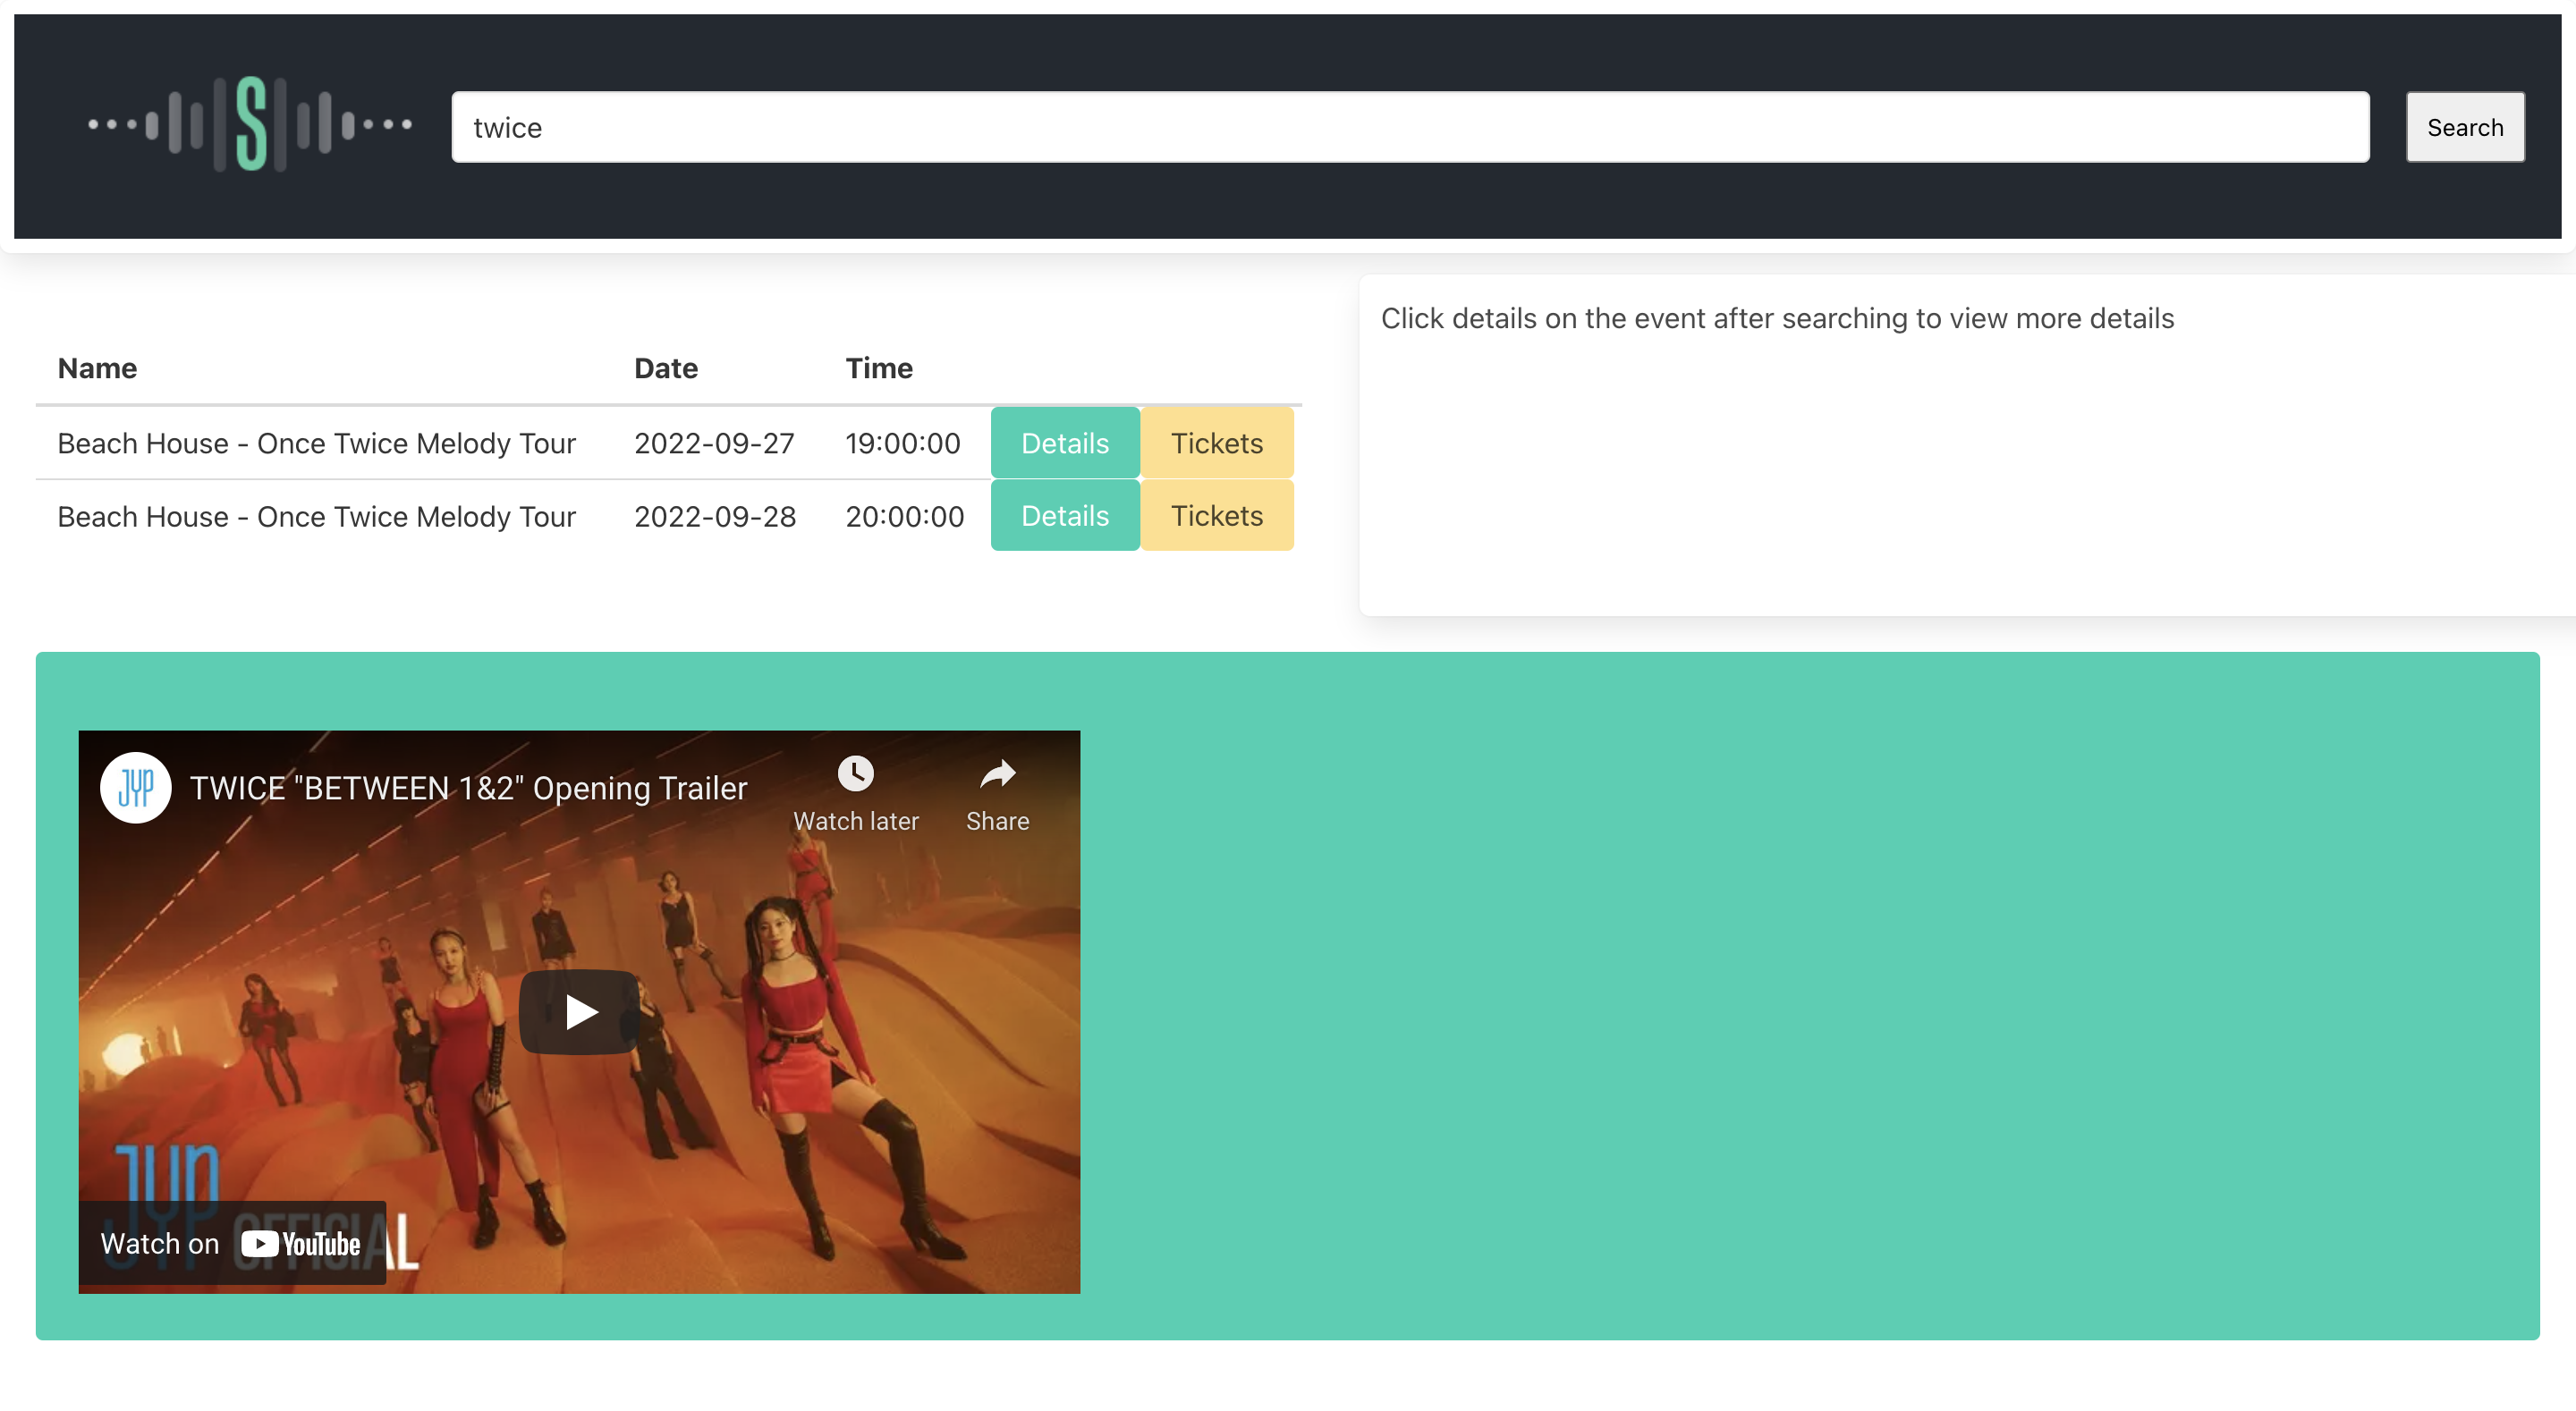 S
twice
Search
Click details on the event after searching to view more details
Name Date Time
Beach House - Once Twice Melody Tour 2022-09-27 19:00:00 Details Tickets
Beach House - Once Twice Melody Tour 2022-09-28 20:00:00 Details Tickets
JYP
TWICE "BETWEEN 1&2" Opening Trailer
Watch later
Share
JYP OFFICIAL
Watch on YouTube